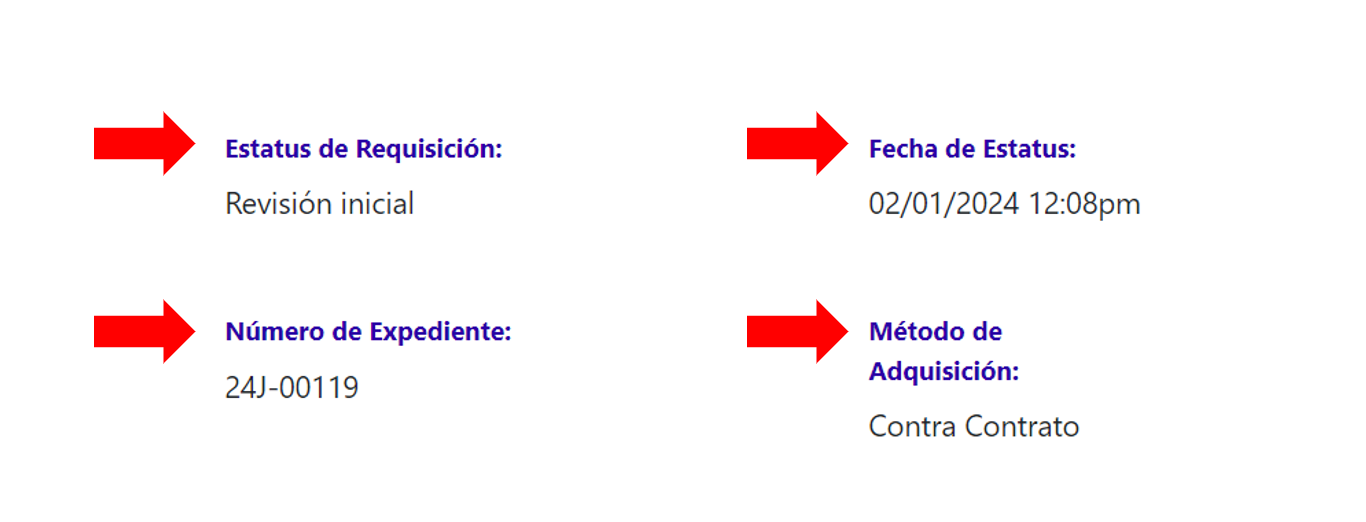 Estatus de Requisición:
Revisión inicial
Fecha de Estatus:
02/01/2024 12:08pm
Número de Expediente:
24J-00119
Método de
Adquisición:
Contra Contrato